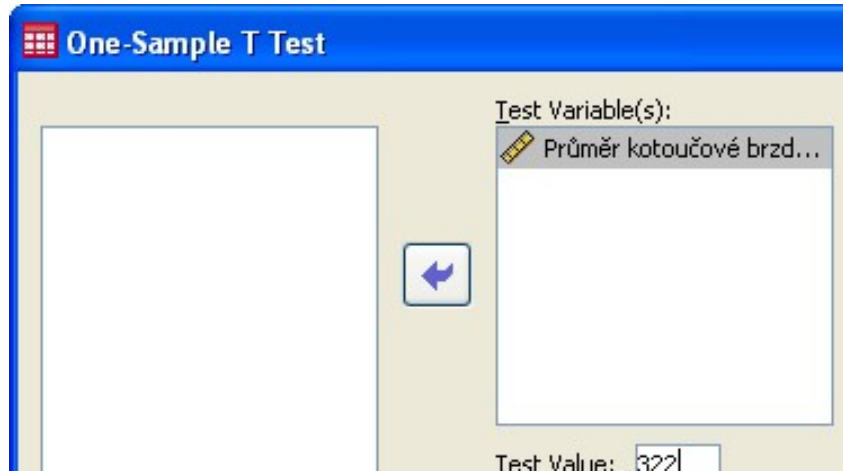 One-Sample T Test
Test Variable(s):
Průměr kotoučové brzd...
Test Value: 322